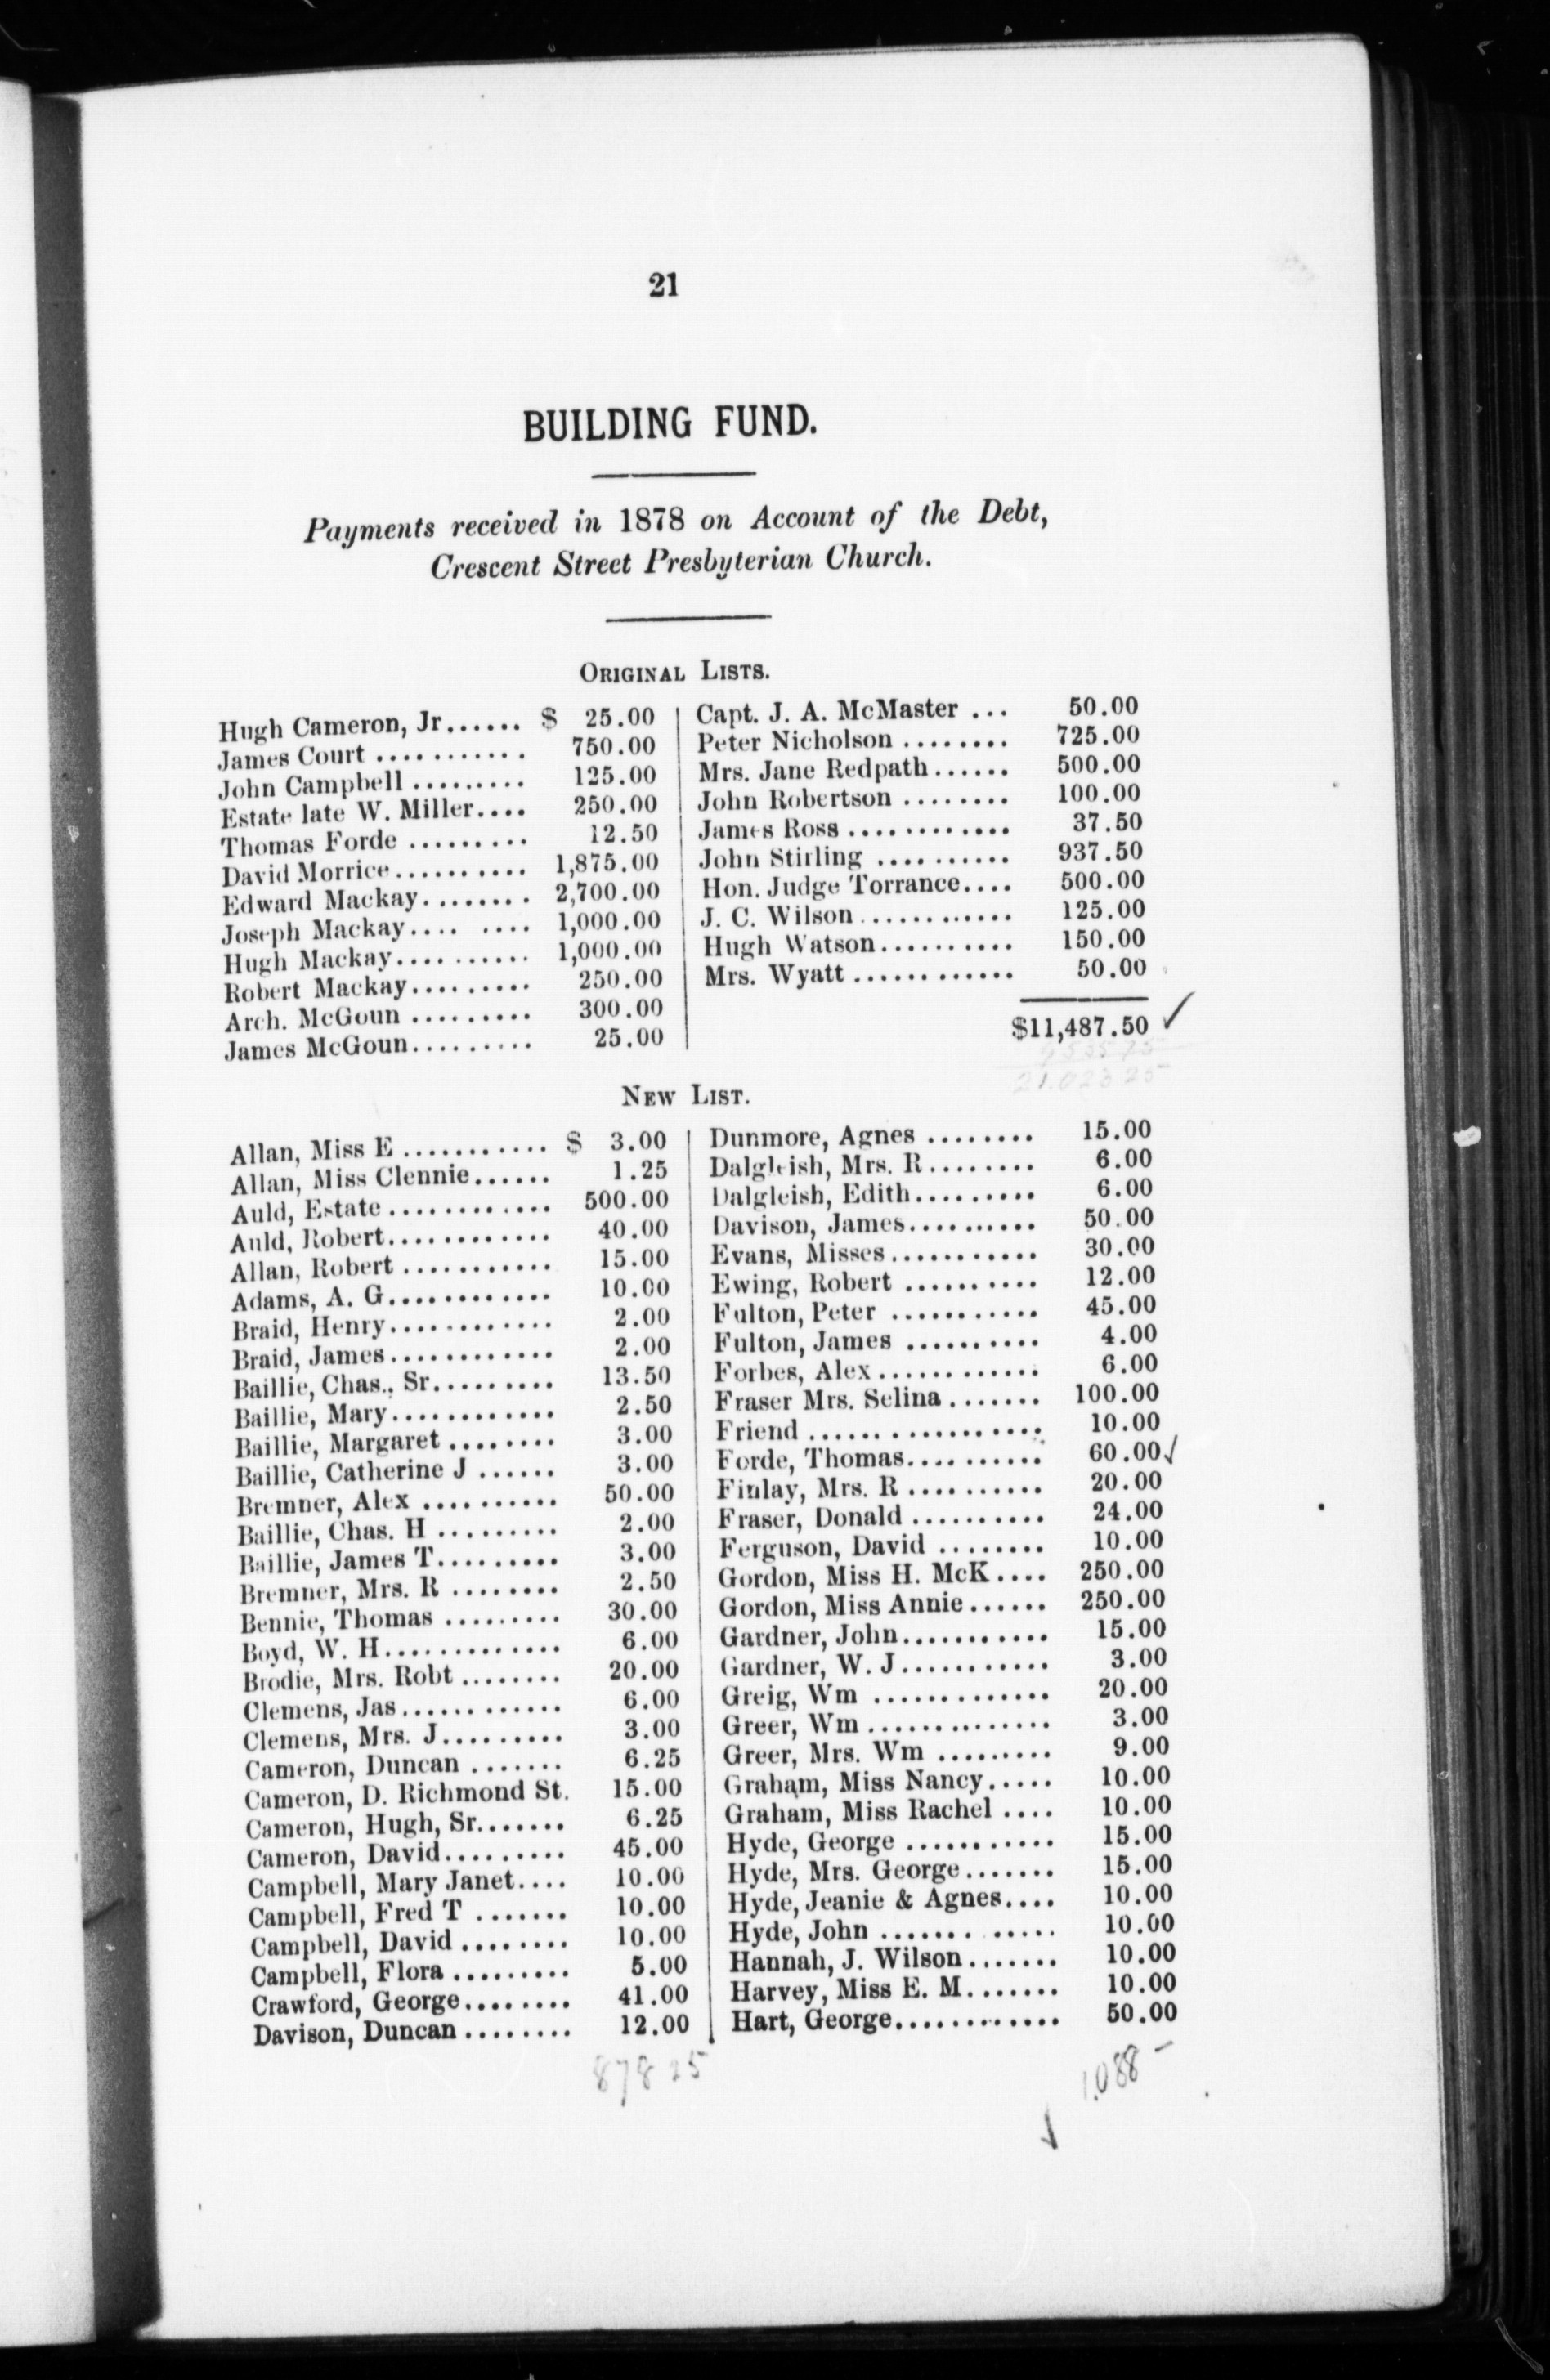 21
BUILDING FUND.
Payments received in 1878 on Account of the Debt,
Crescent Street Presbyterian Church.
ORIGINAL LISTS.
Hugh Cameron, Jr...... $ 25.00
James Court ........... 750.00
John Campbell ......... 125.00
Estate late W. Miller.... 250.00
Thomas Forde ......... 12.50
David Morrice.......... 1,875.00
Edward Mackay........ 2,700.00
Joseph Mackay.... .... 1,000.00
Hugh Mackay.......... 1,000.00
Robert Mackay......... 250.00
Arch. McGoun ......... 300.00
James McGoun......... 25.00
Capt. J. A. McMaster ... 50.00
Peter Nicholson ........ 725.00
Mrs. Jane Redpath...... 500.00
John Robertson ........ 100.00
James Ross ............ 37.50
John Stirling .......... 937.50
Hon. Judge Torrance.... 500.00
J. C. Wilson............ 125.00
Hugh Watson.......... 150.00
Mrs. Wyatt ............ 50.00
$11,487.50 ✓
9535 75
21.023 25
NEW LIST.
Allan, Miss E ........... $ 3.00
Allan, Miss Clennie...... 1.25
Auld, Estate ............ 500.00
Auld, Robert............ 40.00
Allan, Robert ........... 15.00
Adams, A. G............ 10.00
Braid, Henry............ 2.00
Braid, James............ 2.00
Baillie, Chas., Sr......... 13.50
Baillie, Mary............ 2.50
Baillie, Margaret ........ 3.00
Baillie, Catherine J ...... 3.00
Bremner, Alex .......... 50.00
Baillie, Chas. H ......... 2.00
Baillie, James T......... 3.00
Bremner, Mrs. R ........ 2.50
Bennie, Thomas ......... 30.00
Boyd, W. H............. 6.00
Brodie, Mrs. Robt ........ 20.00
Clemens, Jas............ 6.00
Clemens, Mrs. J......... 3.00
Cameron, Duncan ....... 6.25
Cameron, D. Richmond St. 15.00
Cameron, Hugh, Sr....... 6.25
Cameron, David......... 45.00
Campbell, Mary Janet.... 10.00
Campbell, Fred T ....... 10.00
Campbell, David ........ 10.00
Campbell, Flora ......... 5.00
Crawford, George........ 41.00
Davison, Duncan ........ 12.00
878 25
Dunmore, Agnes ........ 15.00
Dalgleish, Mrs. R........ 6.00
Dalgleish, Edith......... 6.00
Davison, James.......... 50.00
Evans, Misses........... 30.00
Ewing, Robert .......... 12.00
Fulton, Peter ........... 45.00
Fulton, James .......... 4.00
Forbes, Alex............ 6.00
Fraser Mrs. Selina ....... 100.00
Friend ................. 10.00
Forde, Thomas.......... 60.00 ✓
Finlay, Mrs. R .......... 20.00
Fraser, Donald .......... 24.00
Ferguson, David ........ 10.00
Gordon, Miss H. McK.... 250.00
Gordon, Miss Annie...... 250.00
Gardner, John........... 15.00
Gardner, W. J........... 3.00
Greig, Wm ............. 20.00
Greer, Wm.............. 3.00
Greer, Mrs. Wm ......... 9.00
Graham, Miss Nancy..... 10.00
Graham, Miss Rachel .... 10.00
Hyde, George ........... 15.00
Hyde, Mrs. George....... 15.00
Hyde, Jeanie & Agnes.... 10.00
Hyde, John ....... ...... 10.00
Hannah, J. Wilson....... 10.00
Harvey, Miss E. M....... 10.00
Hart, George............ 50.00
1.088 –
✓